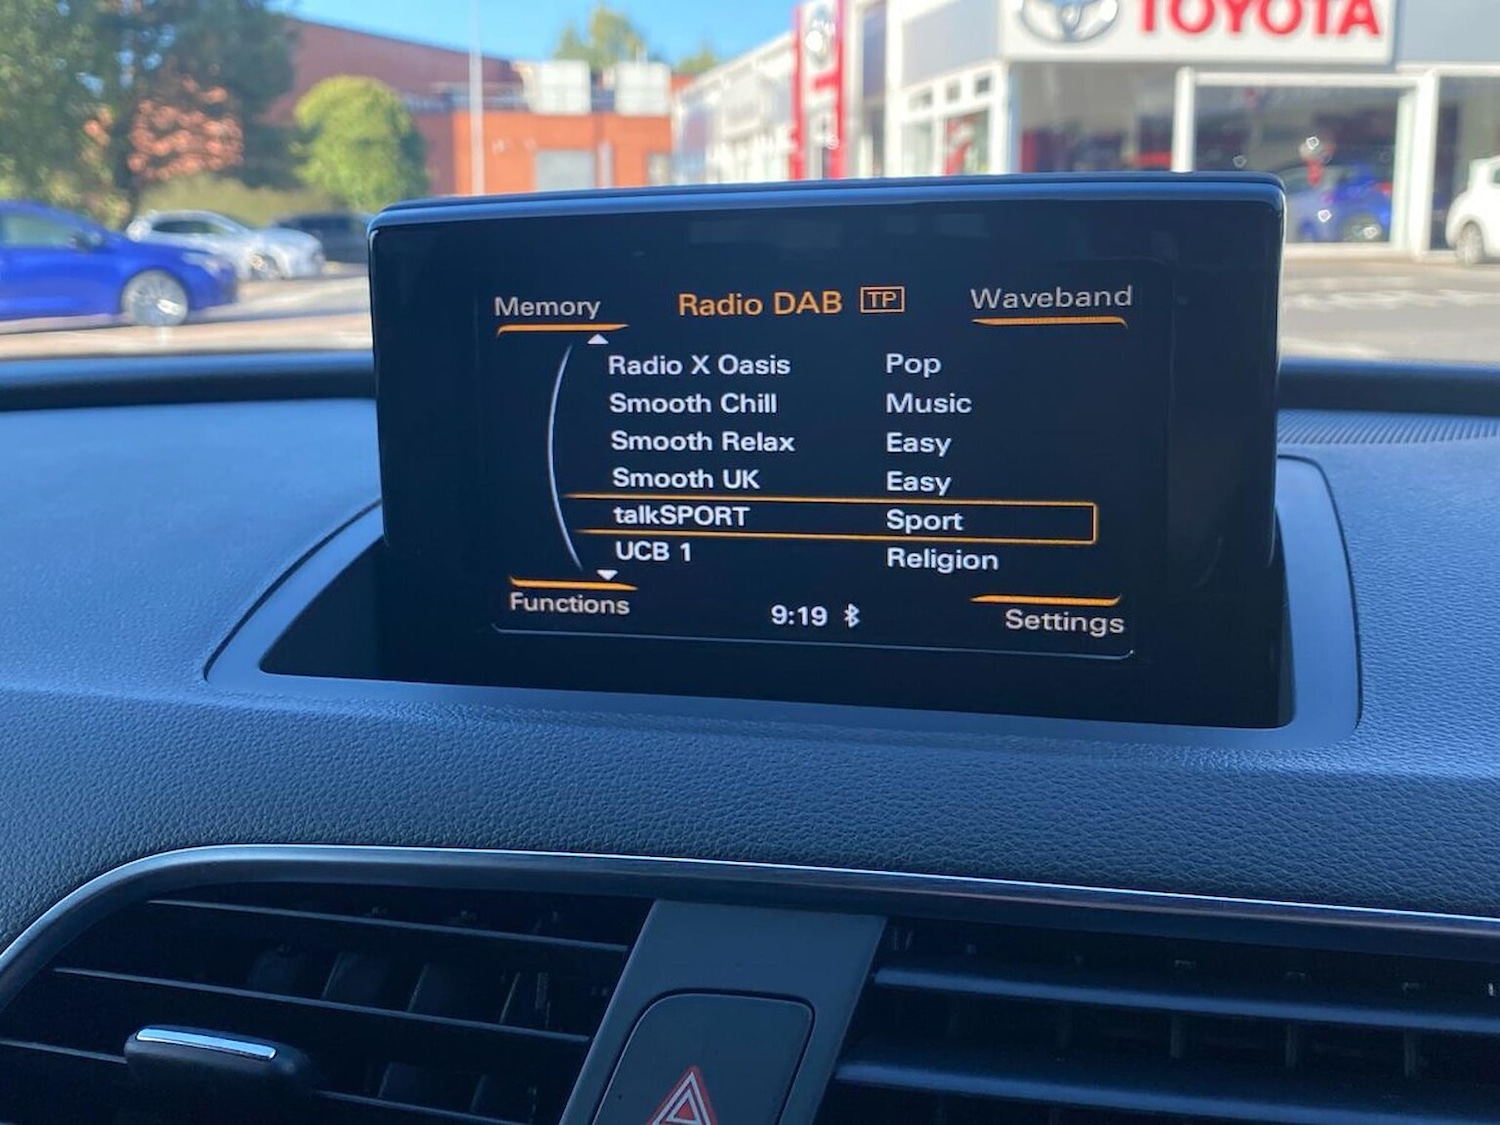 TOYOTA
Memory
Radio DAB TP
Waveband
Radio X Oasis Pop
Smooth Chill Music
Smooth Relax Easy
Smooth UK Easy
talkSPORT Sport
UCB 1 Religion
Functions
9:19
Settings